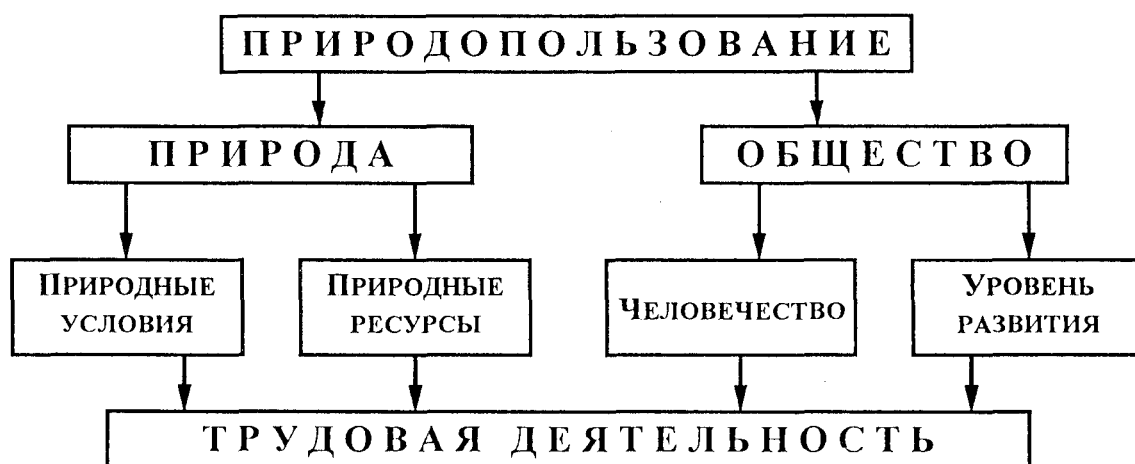 ПРИРОДОПОЛЬЗОВАНИЕ
ПРИРОДА
ОБЩЕСТВО
ПРИРОДНЫЕ
УСЛОВИЯ
ПРИРОДНЫЕ
РЕСУРСЫ
ЧЕЛОВЕЧЕСТВО
УРОВЕНЬ
РАЗВИТИЯ
ТРУДОВАЯ ДЕЯТЕЛЬНОСТЬ